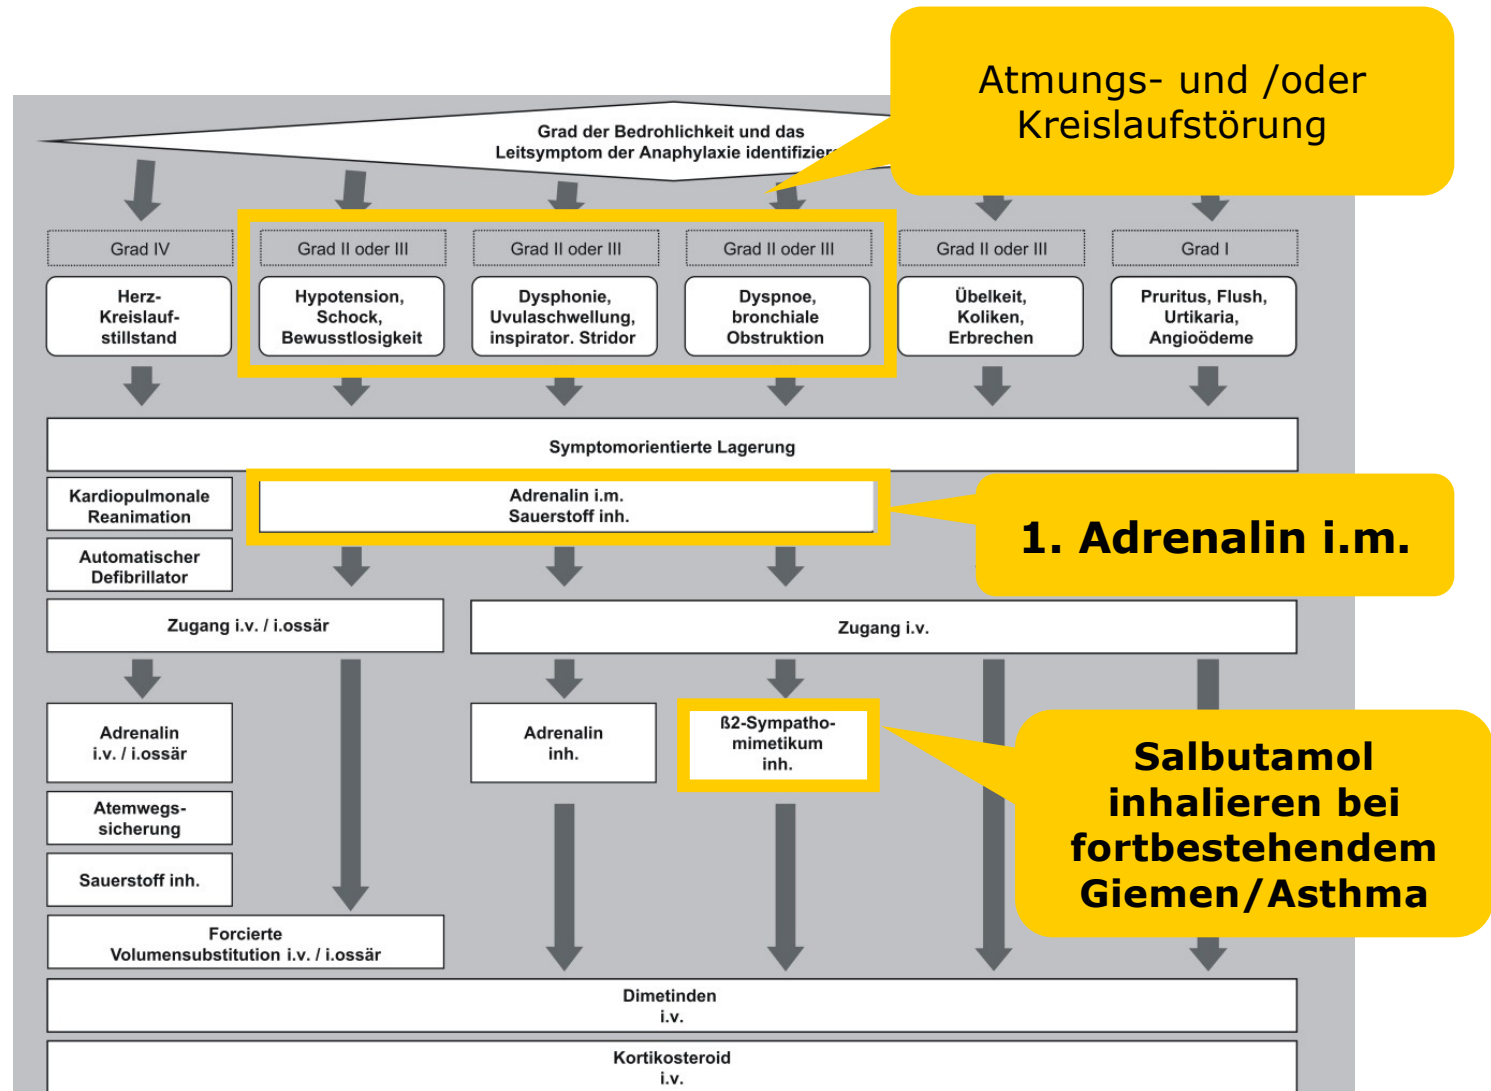 Atmungs- und /oder
Kreislaufstörung
Grad der Bedrohlichkeit und das
Leitsymptom der Anaphylaxie identifizier
Grad IV
Grad II oder III
Grad II oder III
Grad II oder III
Grad II oder III
Grad I
Herz-
Kreislauf-
stillstand
Hypotension,
Schock,
Bewusstlosigkeit
Dysphonie,
Uvulaschwellung,
inspirator. Stridor
Dyspnoe,
bronchiale
Obstruktion
Übelkeit,
Koliken,
Erbrechen
Pruritus, Flush,
Urtikaria,
Angioödeme
Symptomorientierte Lagerung
Kardiopulmonale
Reanimation
Adrenalin i.m.
Sauerstoff inh.
1. Adrenalin i.m.
Automatischer
Defibrillator
Zugang i.v. / i.ossär
Zugang i.v.
Adrenalin
i.v. / i.ossär
Adrenalin
inh.
ß2-Sympatho-
mimetikum
inh.
Salbutamol
inhalieren bei
fortbestehendem
Giemen/Asthma
Atemwegs-
sicherung
Sauerstoff inh.
Forcierte
Volumensubstitution i.v. / i.ossär
Dimetinden
i.v.
Kortikosteroid
i.v.